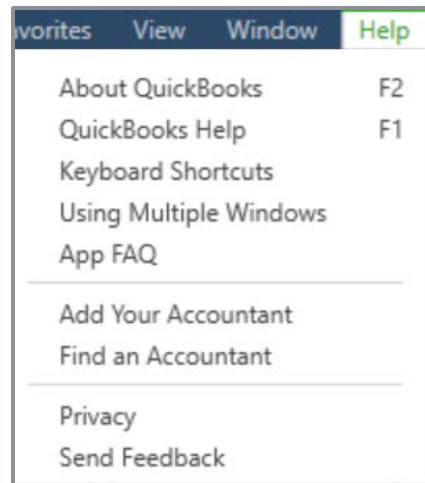 vorites View Window Help
About QuickBooks F2
QuickBooks Help F1
Keyboard Shortcuts
Using Multiple Windows
App FAQ
Add Your Accountant
Find an Accountant
Privacy
Send Feedback